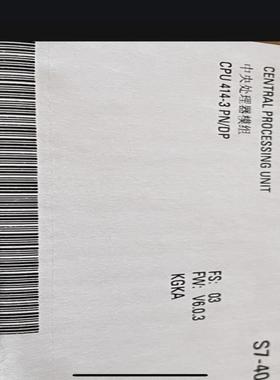 S7-40
CENTRAL PROCESSING UNIT
中央处理器模组
CPU 414-3 PN/DP
FS: 03
FW: V6.0.3
KGKA